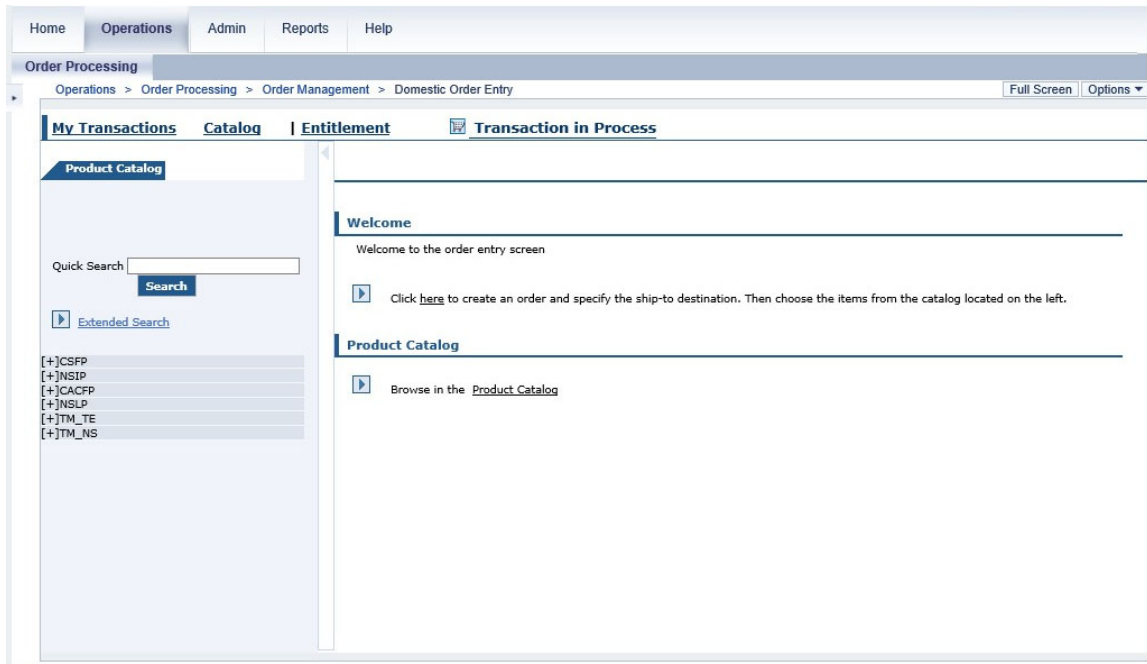 Home Operations Admin Reports Help
Order Processing
Operations > Order Processing > Order Management > Domestic Order Entry Full Screen Options
My Transactions Catalog | Entitlement Transaction in Process
Product Catalog
Welcome
Welcome to the order entry screen
Quick Search
Search
Click here to create an order and specify the ship-to destination. Then choose the items from the catalog located on the left.
Extended Search
Product Catalog
[+]CSFP
[+]NSIP
[+]CACFP
[+]NSLP
[+]TM_TE
[+]TM_NS
Browse in the Product Catalog